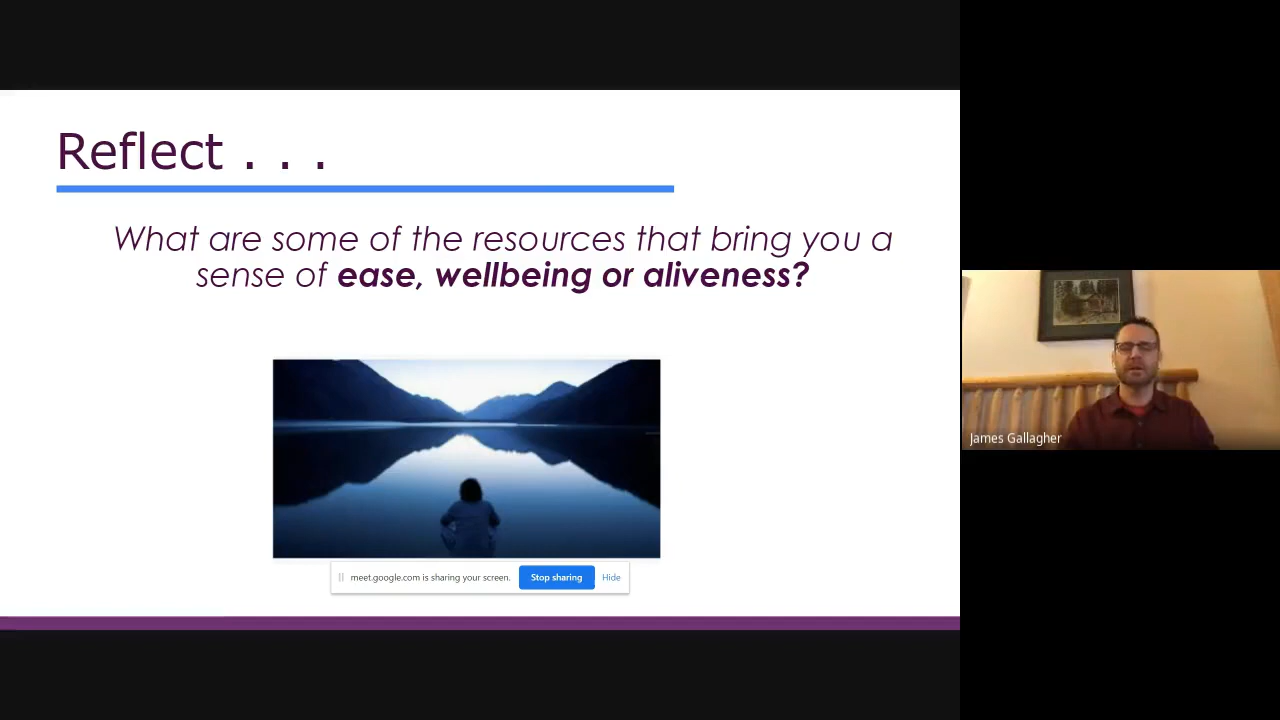 Reflect . . .
What are some of the resources that bring you a
sense of ease, wellbeing or aliveness?
meet.google.com is sharing your screen. Stop sharing Hide
James Gallagher